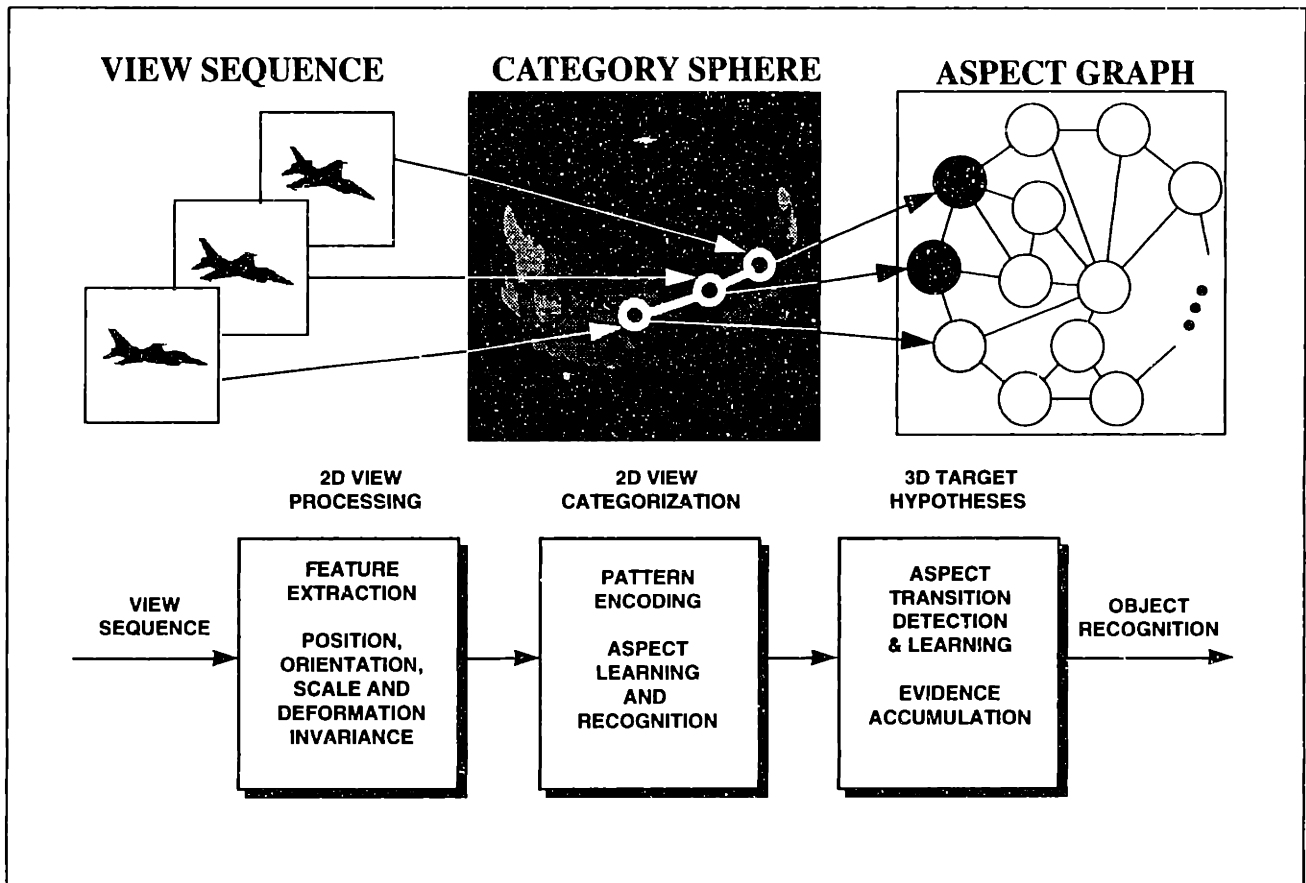 VIEW SEQUENCE
CATEGORY SPHERE
ASPECT GRAPH
2D VIEW
PROCESSING
2D VIEW
CATEGORIZATION
3D TARGET
HYPOTHESES
VIEW
SEQUENCE
FEATURE
EXTRACTION
POSITION,
ORIENTATION,
SCALE AND
DEFORMATION
INVARIANCE
PATTERN
ENCODING
ASPECT
LEARNING
AND
RECOGNITION
ASPECT
TRANSITION
DETECTION
& LEARNING
EVIDENCE
ACCUMULATION
OBJECT
RECOGNITION